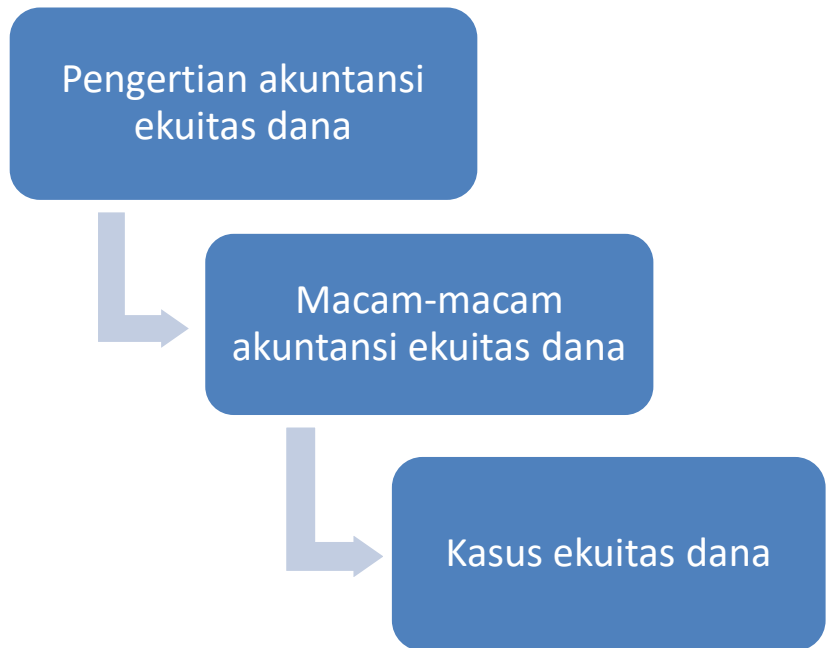 Pengertian akuntansi
ekuitas dana
Macam-macam
akuntansi ekuitas dana
Kasus ekuitas dana